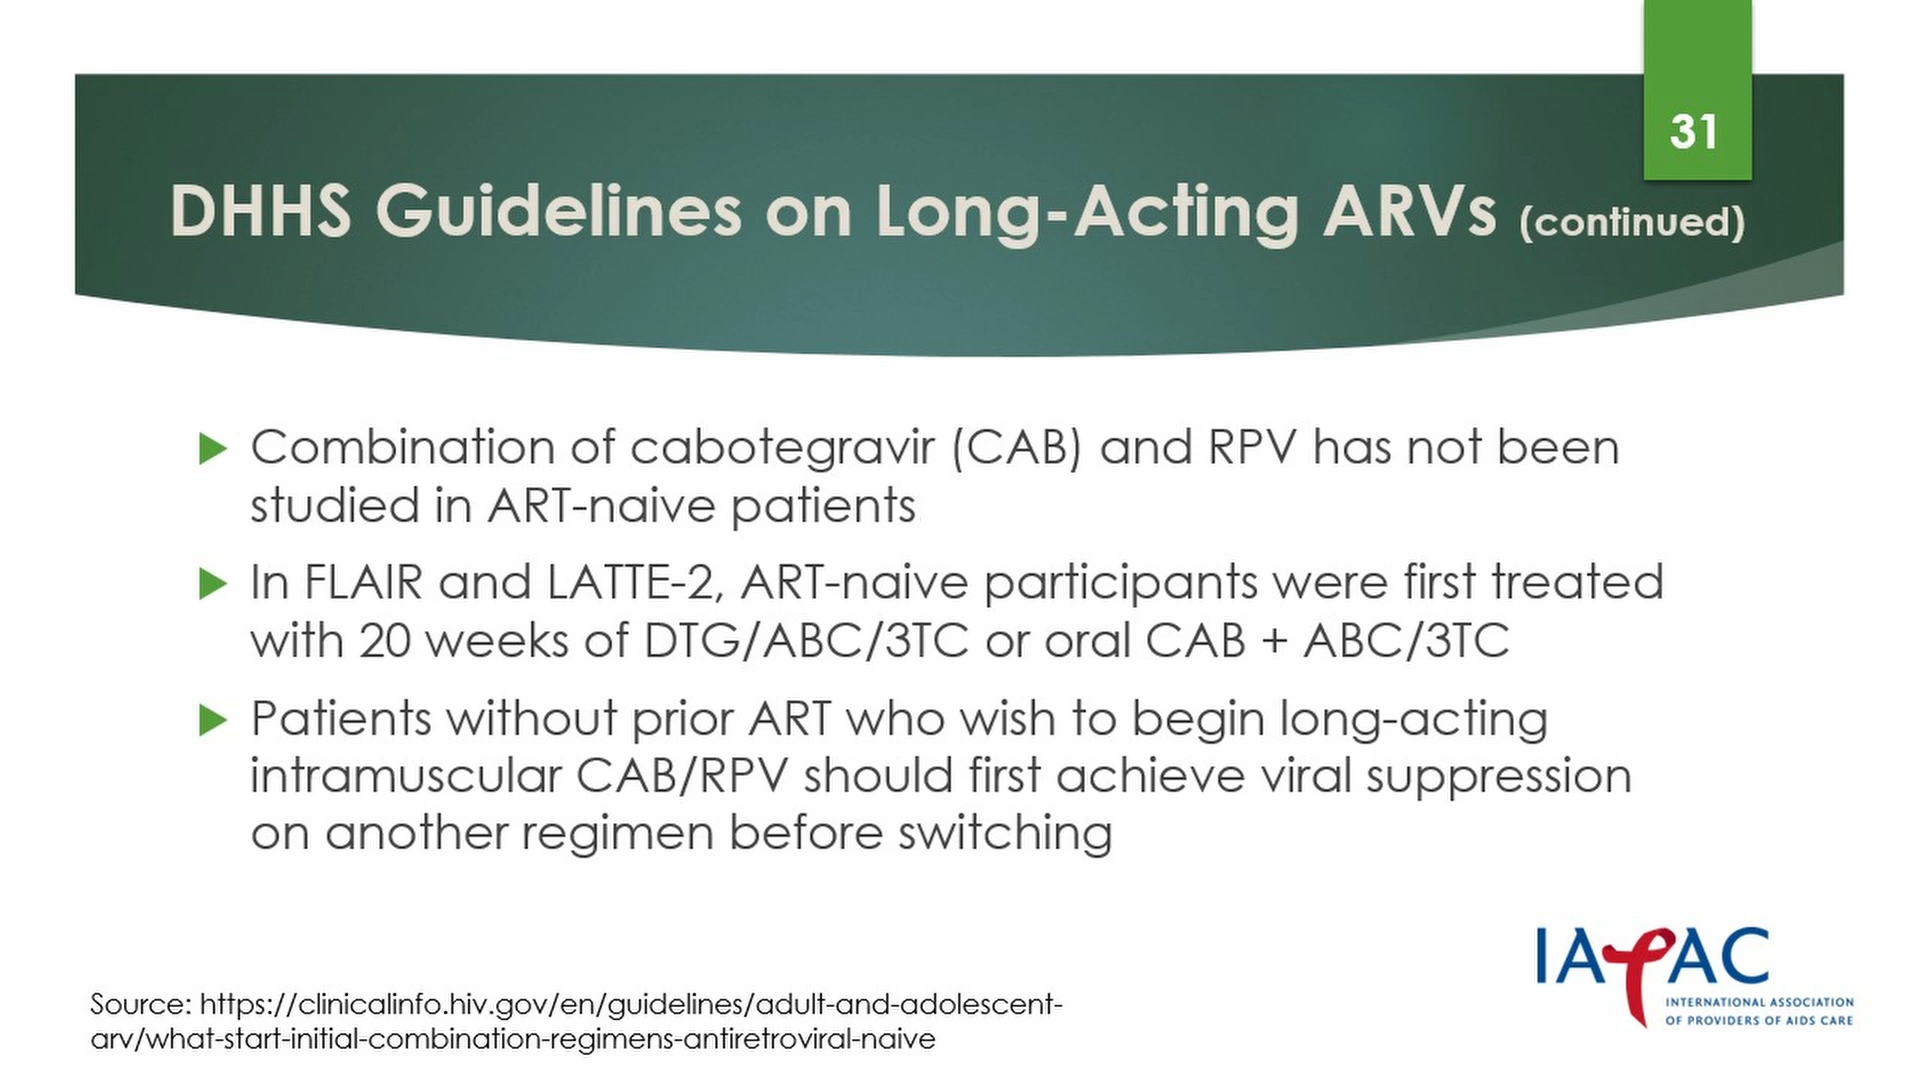 31
DHHS Guidelines on Long-Acting ARVs (continued)
Combination of cabotegravir (CAB) and RPV has not been
studied in ART-naive patients
In FLAIR and LATTE-2, ART-naive participants were first treated
with 20 weeks of DTG/ABC/3TC or oral CAB + ABC/3TC
Patients without prior ART who wish to begin long-acting
intramuscular CAB/RPV should first achieve viral suppression
on another regimen before switching
IAPAC
INTERNATIONAL ASSOCIATION
OF PROVIDERS OF AIDS CARE
Source: https://clinicalinfo.hiv.gov/en/guidelines/adult-and-adolescent-
arv/what-start-initial-combination-regimens-antiretroviral-naive